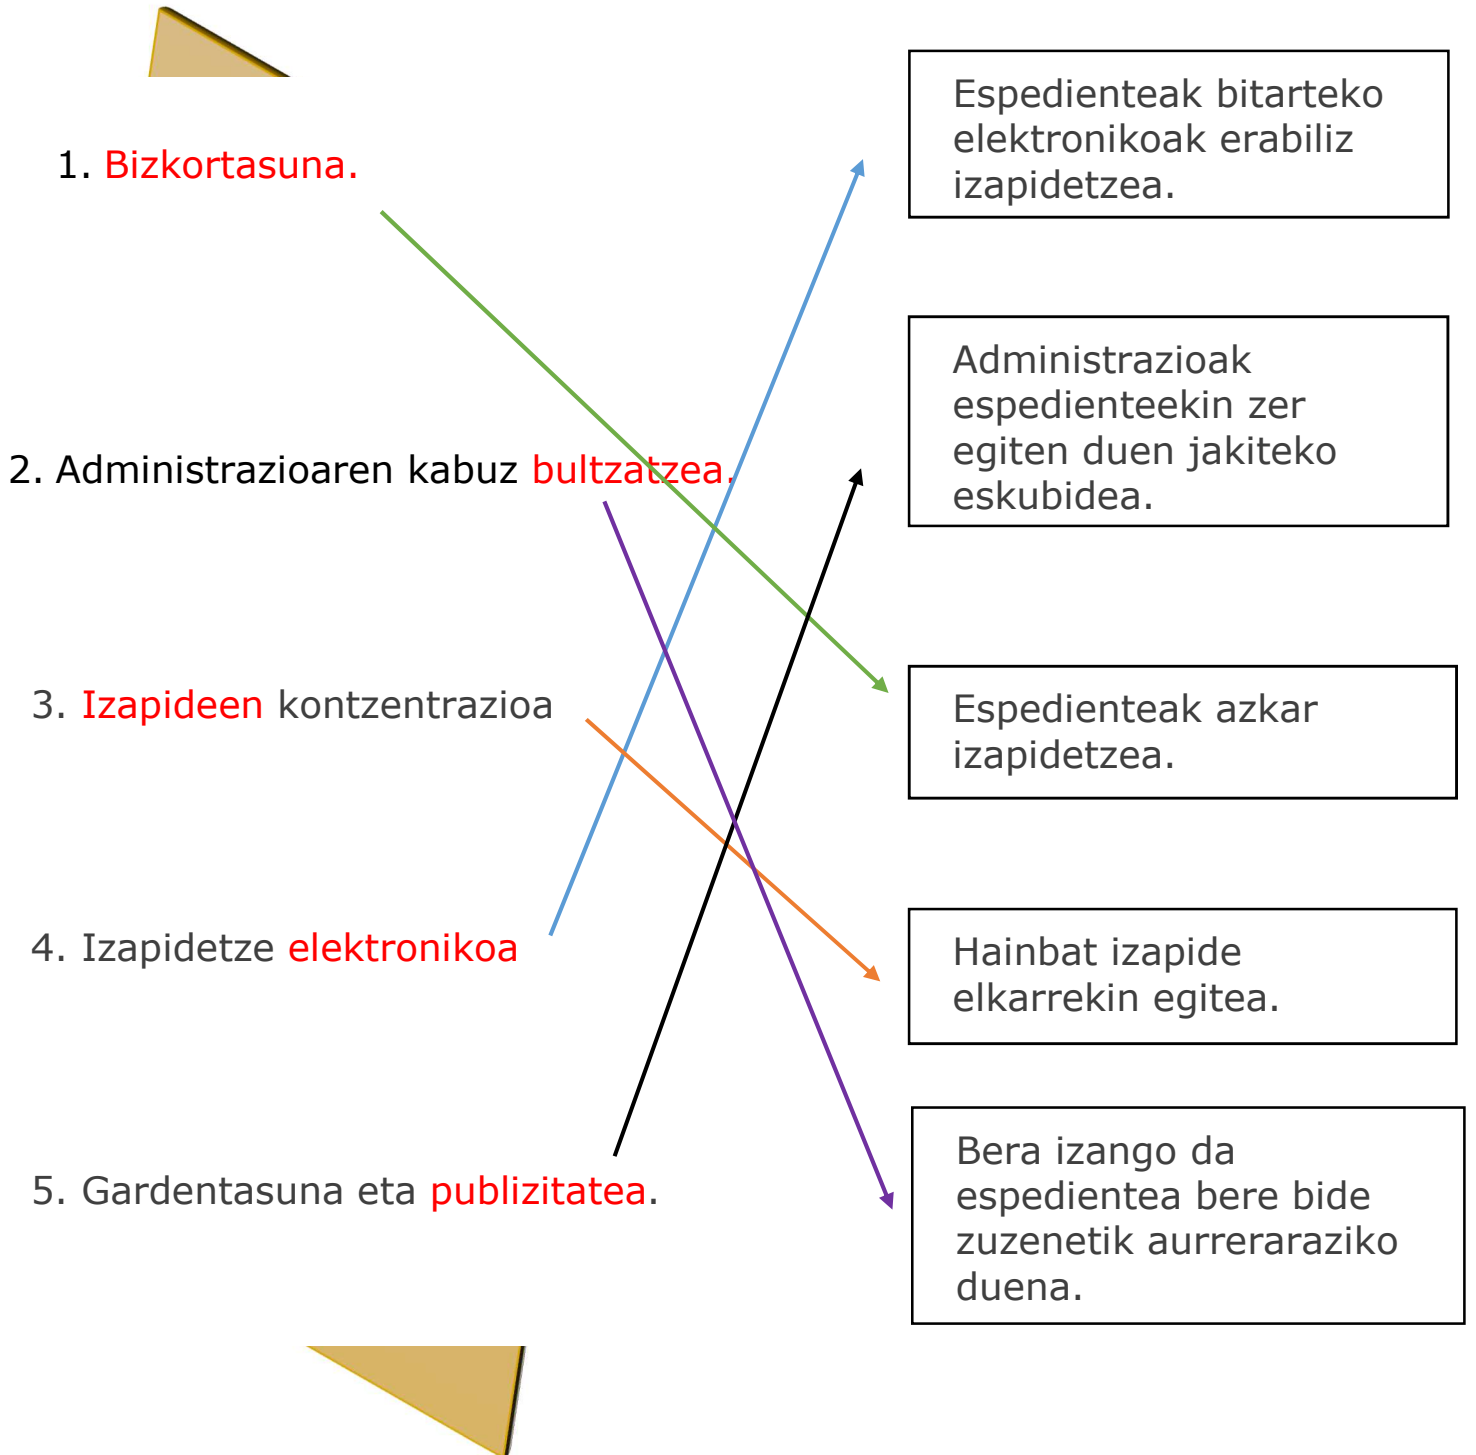 1. Bizkortasuna.
2. Administrazioaren kabuz bultzatzea.
3. Izapideen kontzentrazioa
4. Izapidetze elektronikoa
5. Gardentasuna eta publizitatea.
Espedienteak bitarteko
elektronikoak erabiliz
izapidetzea.
Administrazioak
espedienteekin zer
egiten duen jakiteko
eskubidea.
Espedienteak azkar
izapidetzea.
Hainbat izapide
elkarrekin egitea.
Bera izango da
espedientea bere bide
zuzenetik aurreraraziko
duena.